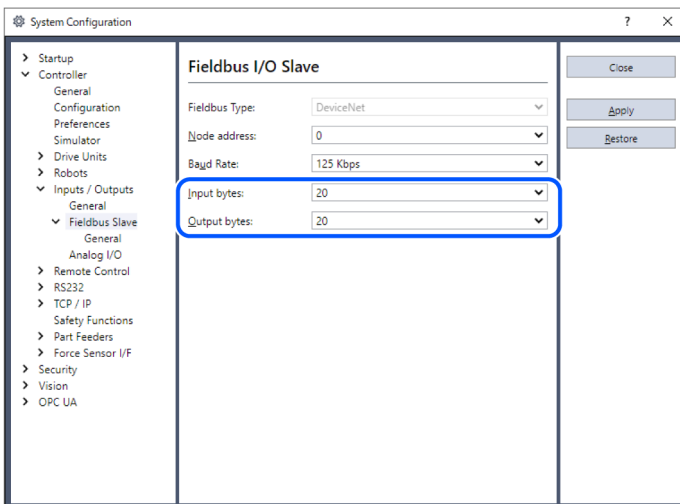 System Configuration
?
Startup
Controller
General
Configuration
Preferences
Simulator
Drive Units
Robots
Inputs / Outputs
General
Fieldbus Slave
General
Analog I/O
Remote Control
RS232
TCP / IP
Safety Functions
Part Feeders
Force Sensor I/F
Security
Vision
OPC UA
Fieldbus I/O Slave
Fieldbus Type: DeviceNet
Node address: 0
Baud Rate: 125 Kbps
Input bytes: 20
Output bytes: 20
Close
Apply
Restore